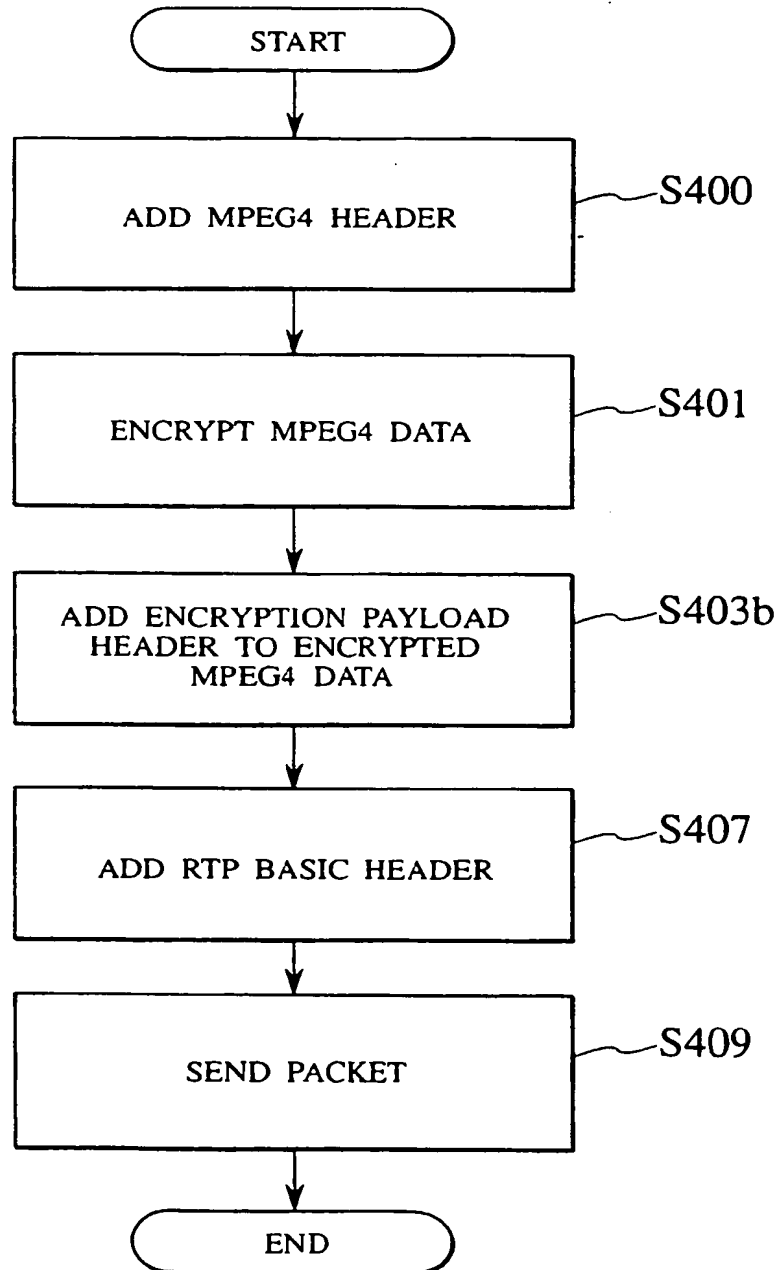 START
ADD MPEG4 HEADER
S400
ENCRYPT MPEG4 DATA
S401
ADD ENCRYPTION PAYLOAD
HEADER TO ENCRYPTED
MPEG4 DATA
S403b
ADD RTP BASIC HEADER
S407
SEND PACKET
S409
END